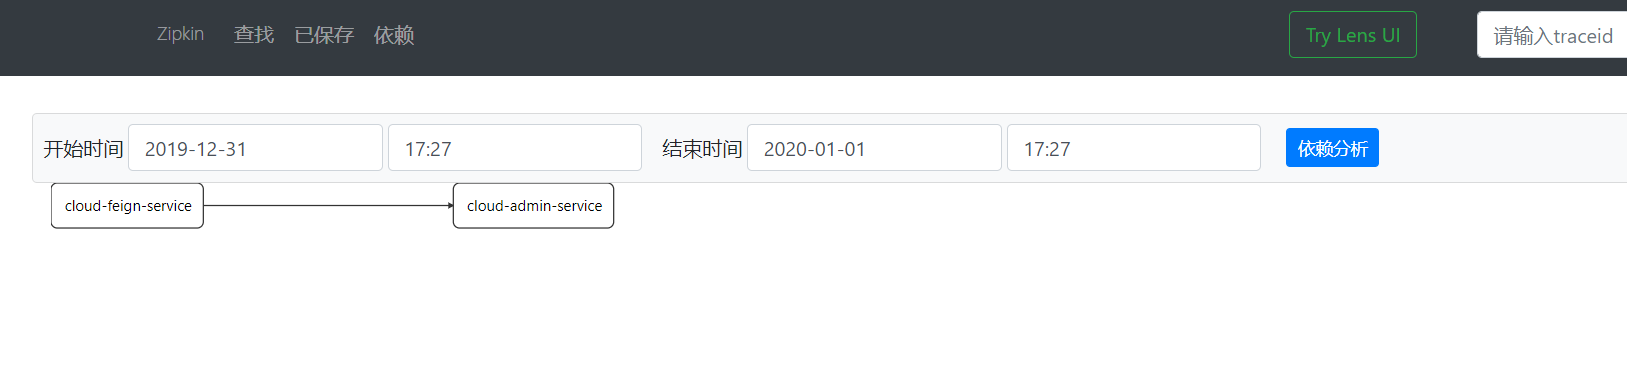 Zipkin 查找 已保存 依赖 Try Lens UI 请输入traceid
开始时间 2019-12-31 17:27 结束时间 2020-01-01 17:27 依赖分析
cloud-feign-service cloud-admin-service